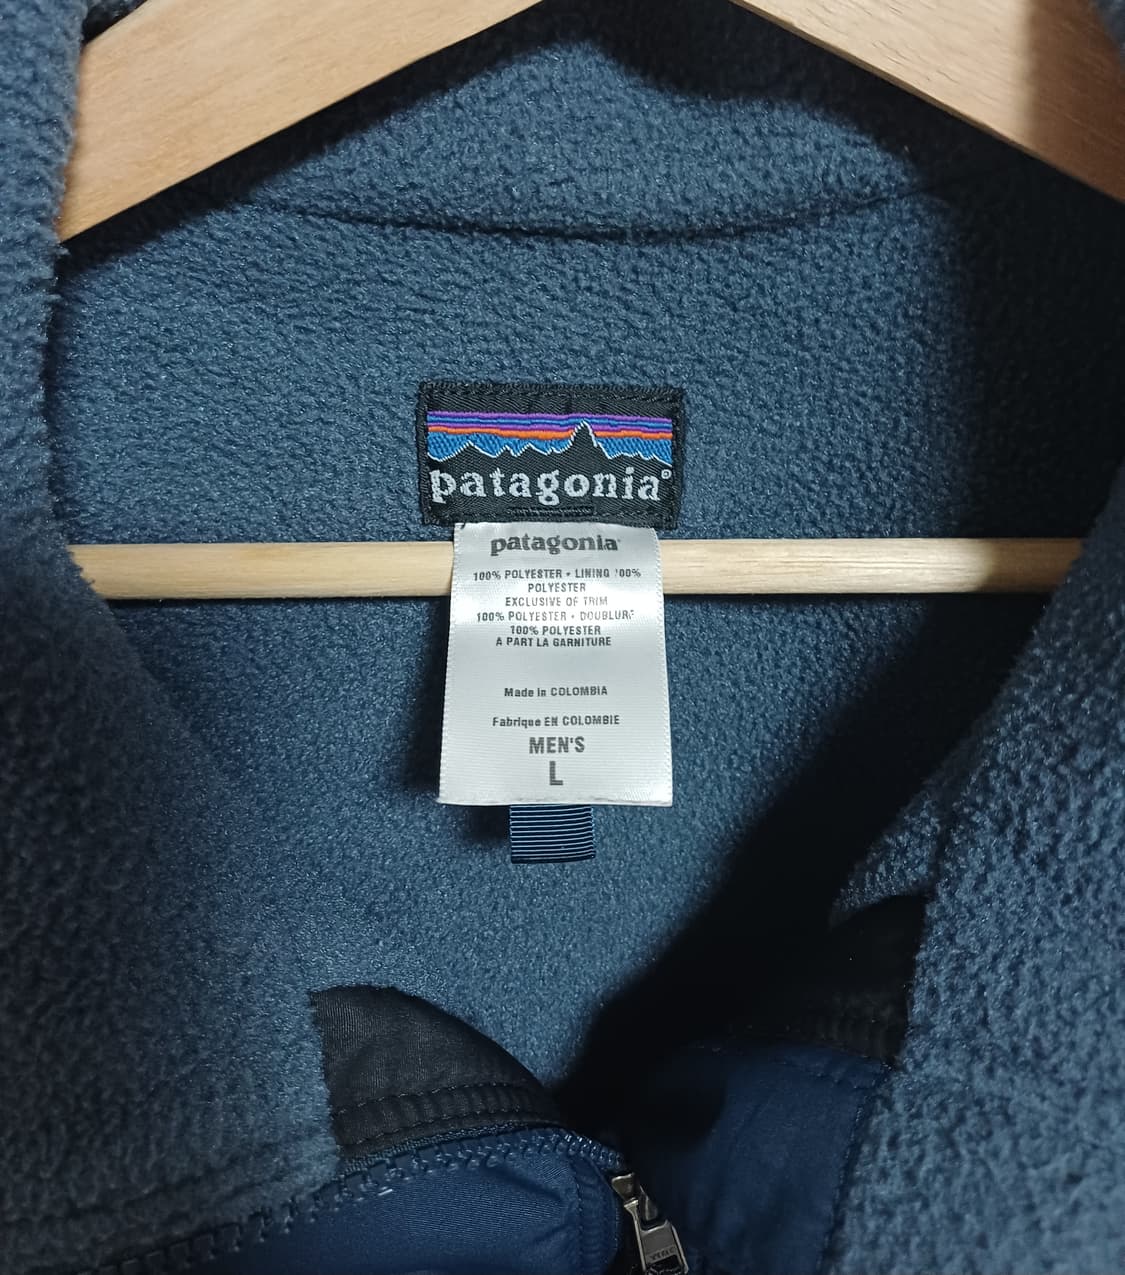 patagonia®
patagonia®
100% POLYESTER • LINING 100%
POLYESTER
EXCLUSIVE OF TRIM
100% POLYESTER • DOUBLURE
100% POLYESTER
À PART LA GARNITURE
Made in COLOMBIA
Fabriqué EN COLOMBIE
MEN'S
L